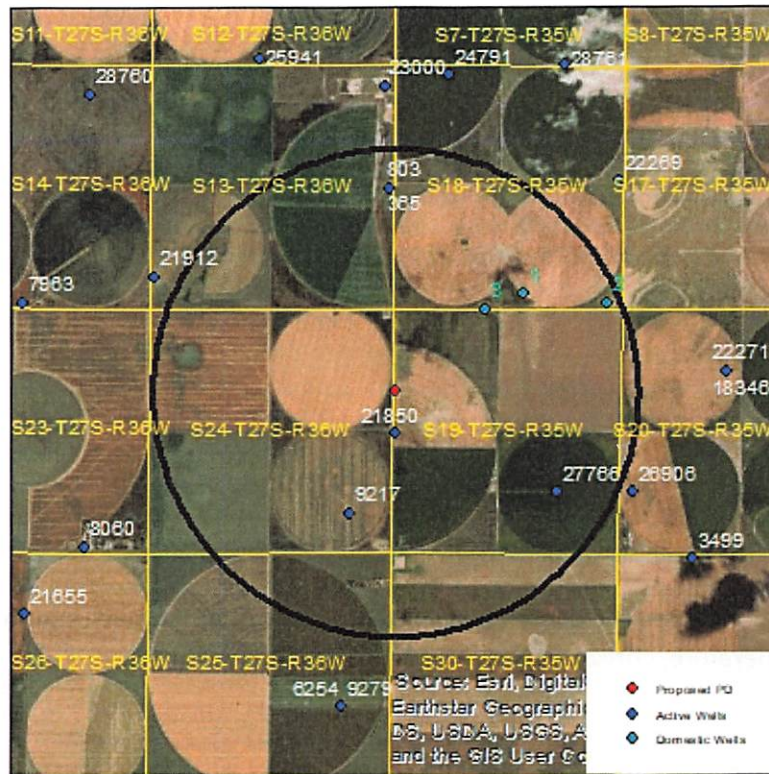 S11-T27S-R36W S12-T27S-R36W S7-T27S-R35W S8-T27S-R35W
25941 24791 28761
28760 23000
22269
803
S14-T27S-R36W S13-T27S-R36W S18-T27S-R35W S17-T27S-R35W
365
21912
7963 3 1 2
22271
18346
21850
S23-T27S-R36W S24-T27S-R36W S19-T27S-R35W S20-T27S-R35W
9217 27766 26906
8060 3499
21655
S26-T27S-R36W S25-T27S-R36W S30-T27S-R35W
6254 9279
Source: Esri, Digital
Earthstar Geographi
DS, USDA, USGS, A
and the GIS User Co
Proposed PD
Active Wells
Domestic Wells